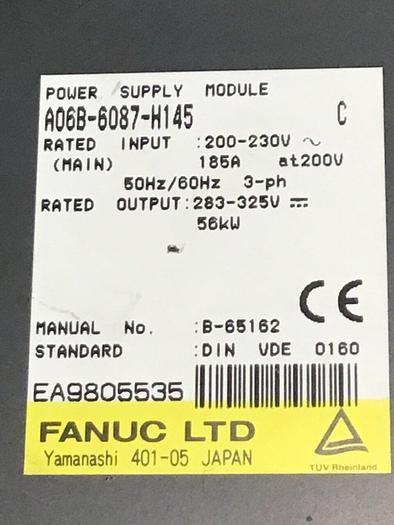 POWER SUPPLY MODULE
A06B-6087-H145 C
RATED INPUT :200-230V ~
(MAIN) 185A at200V
50Hz/60Hz 3-ph
RATED OUTPUT:283-325V ⎓
56kW
CE
MANUAL No. :B-65162
STANDARD :DIN VDE 0160
EA9805535
FANUC LTD
Yamanashi 401-05 JAPAN
TUV Rheinland